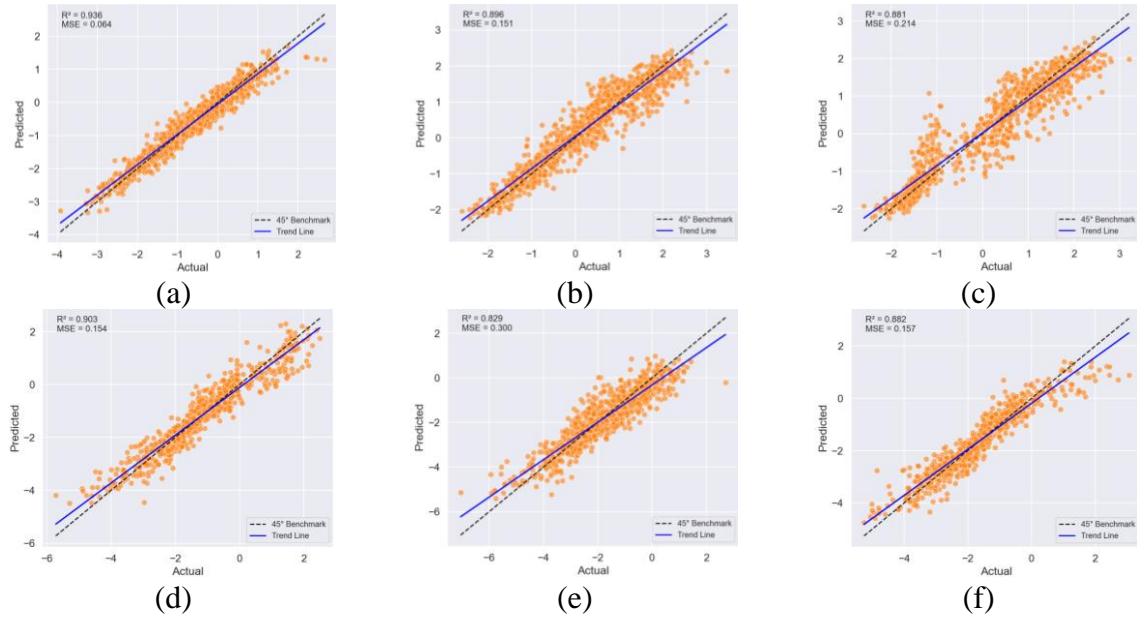 R² = 0.936
MSE = 0.064
2
1
0
−1
−2
−3
−4
Predicted
−4 −3 −2 −1 0 1 2
Actual
45° Benchmark
Trend Line
(a)
R² = 0.896
MSE = 0.151
3
2
1
0
−1
−2
Predicted
−2 −1 0 1 2 3
Actual
45° Benchmark
Trend Line
(b)
R² = 0.881
MSE = 0.214
3
2
1
0
−1
−2
Predicted
−2 −1 0 1 2 3
Actual
45° Benchmark
Trend Line
(c)
R² = 0.903
MSE = 0.154
2
0
−2
−4
−6
Predicted
−6 −4 −2 0 2
Actual
45° Benchmark
Trend Line
(d)
R² = 0.829
MSE = 0.300
2
0
−2
−4
−6
Predicted
−6 −4 −2 0 2
Actual
45° Benchmark
Trend Line
(e)
R² = 0.882
MSE = 0.157
2
0
−2
−4
Predicted
−4 −2 0 2
Actual
45° Benchmark
Trend Line
(f)